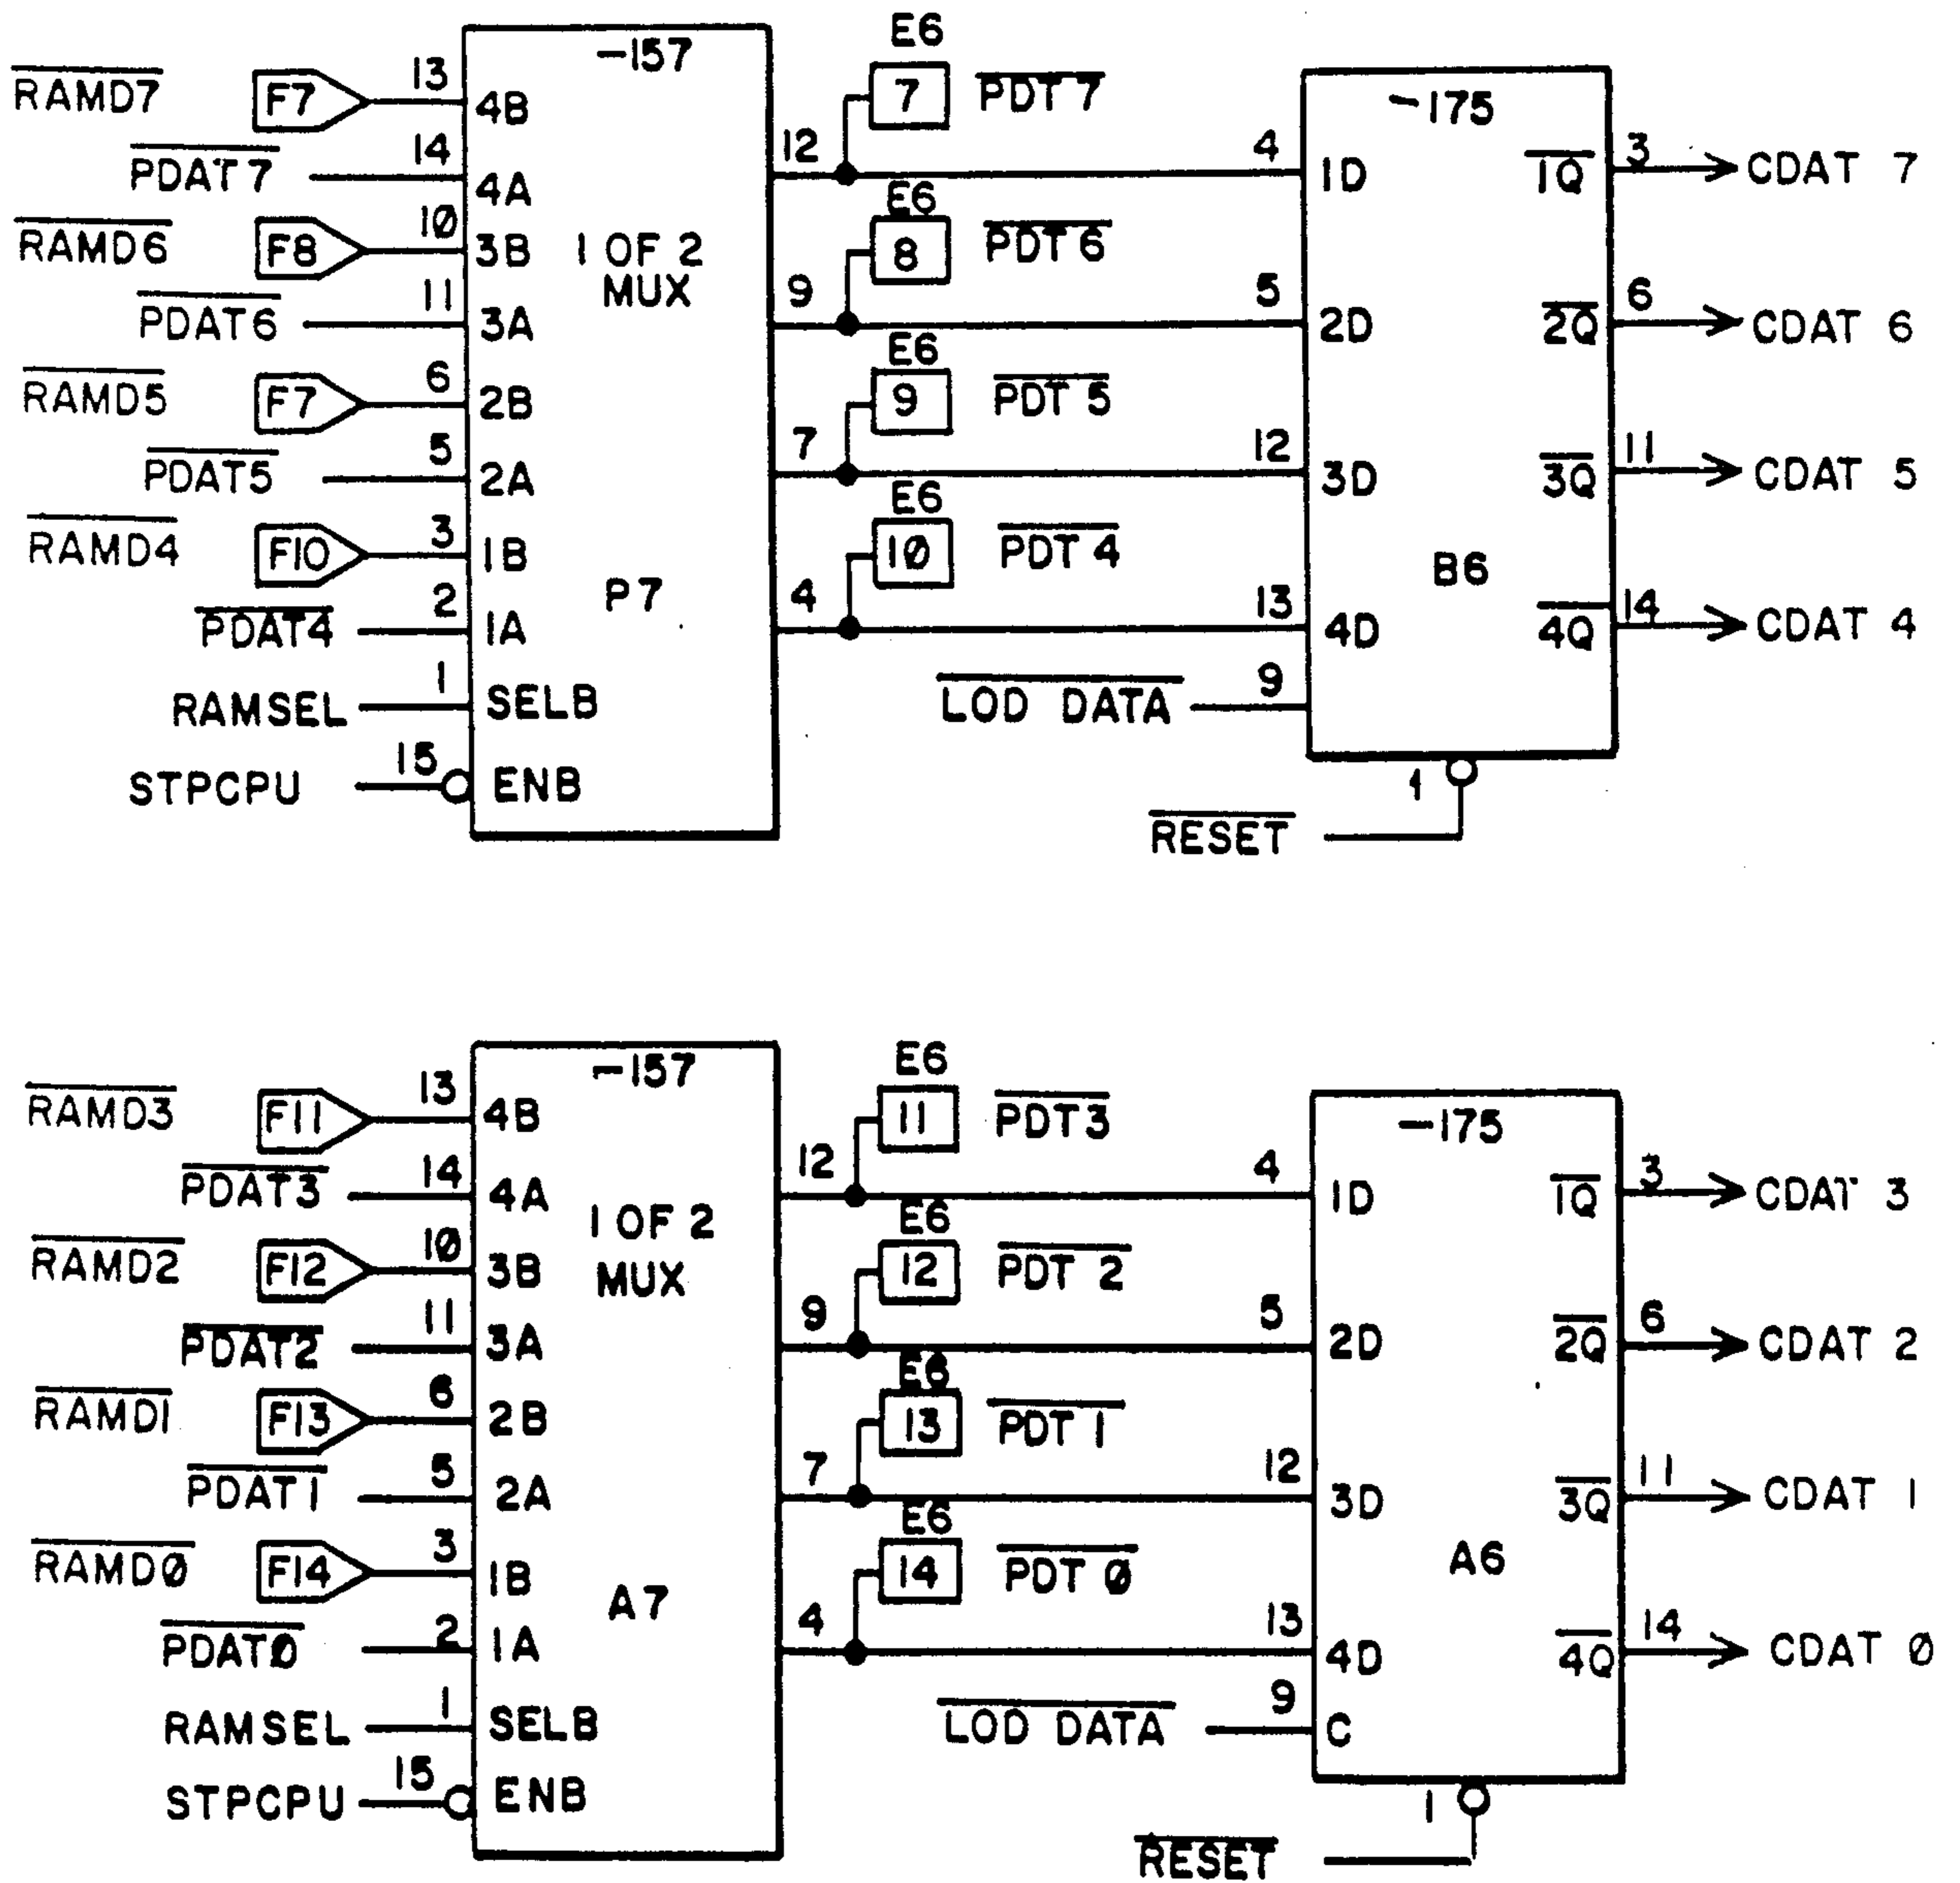 E6
-157
RAMD7 F7 13 4B 7 PDT 7 -175
PDAT7 14 4A 12 4 1D 1Q 3 CDAT 7
E6
RAMD6 F8 10 3B 1 OF 2 8 PDT 6
MUX
PDAT6 11 3A 9 5 2D 2Q 6 CDAT 6
E6
RAMD5 F7 6 2B 9 PDT 5
PDAT5 5 2A 7 12 3D 3Q 11 CDAT 5
E6
RAMD4 F10 3 1B 10 PDT 4 B6
P7
PDAT4 2 1A 4 13 4D 4Q 14 CDAT 4
RAMSEL 1 SELB LOD DATA 9
STPCPU 15 ENB 1
RESET
E6
-157
RAMD3 F11 13 4B 11 PDT3 -175
PDAT3 14 4A 12 4 1D 1Q 3 CDAT 3
1 OF 2 E6
RAMD2 F12 10 3B MUX 12 PDT 2
PDAT2 11 3A 9 5 2D 2Q 6 CDAT 2
E6
RAMD1 F13 6 2B 13 PDT 1
PDAT1 5 2A 7 12 3D 3Q 11 CDAT 1
E6
RAMD0 F14 3 1B 14 PDT 0 A6
A7
PDAT0 2 1A 4 13 4D 4Q 14 CDAT 0
RAMSEL 1 SELB LOD DATA 9 C
STPCPU 15 ENB 1
RESET